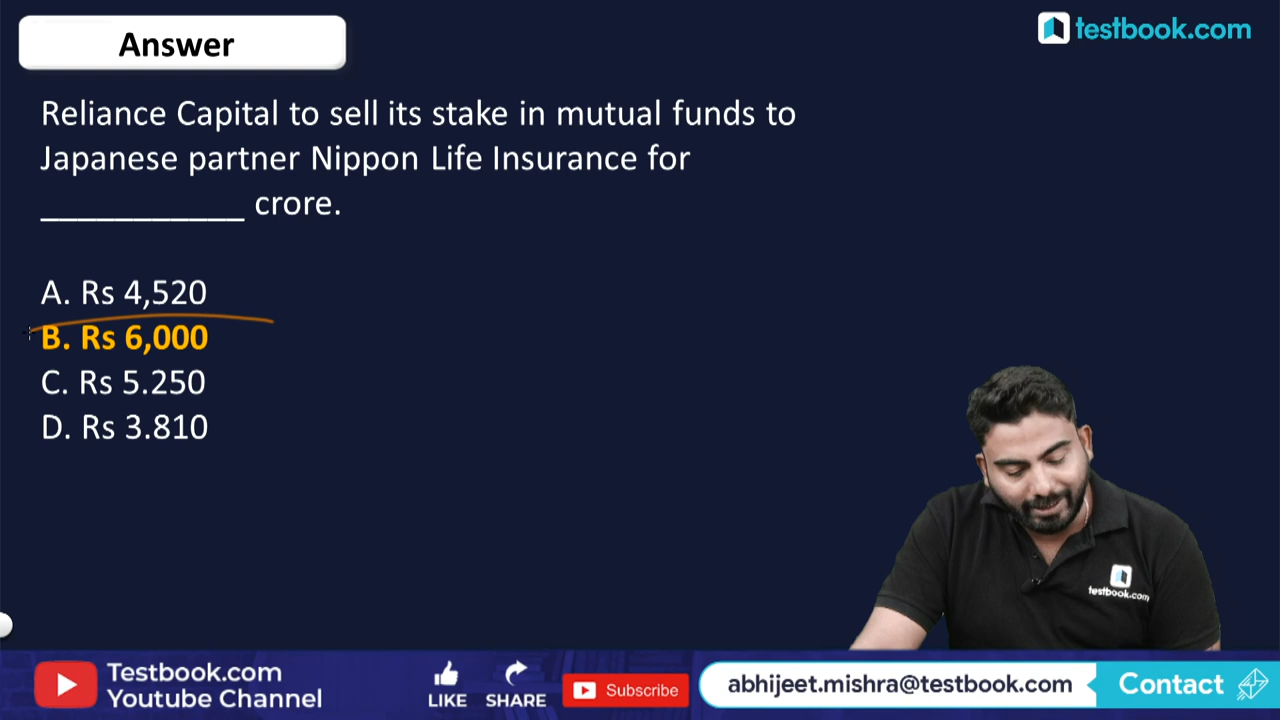 Answer
testbook.com
Reliance Capital to sell its stake in mutual funds to
Japanese partner Nippon Life Insurance for
___________ crore.
A. Rs 4,520
B. Rs 6,000
C. Rs 5.250
D. Rs 3.810
testbook.com
Testbook.com
Youtube Channel
LIKE
SHARE
Subscribe
abhijeet.mishra@testbook.com
Contact